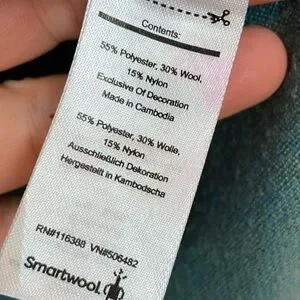 Contents:
55% Polyester, 30% Wool,
15% Nylon
Exclusive Of Decoration
Made in Cambodia
55% Polyester, 30% Wolle,
15% Nylon
Ausschließlich Dekoration
Hergestellt in Kambodscha
RN#116388 VN#506482
Smartwool